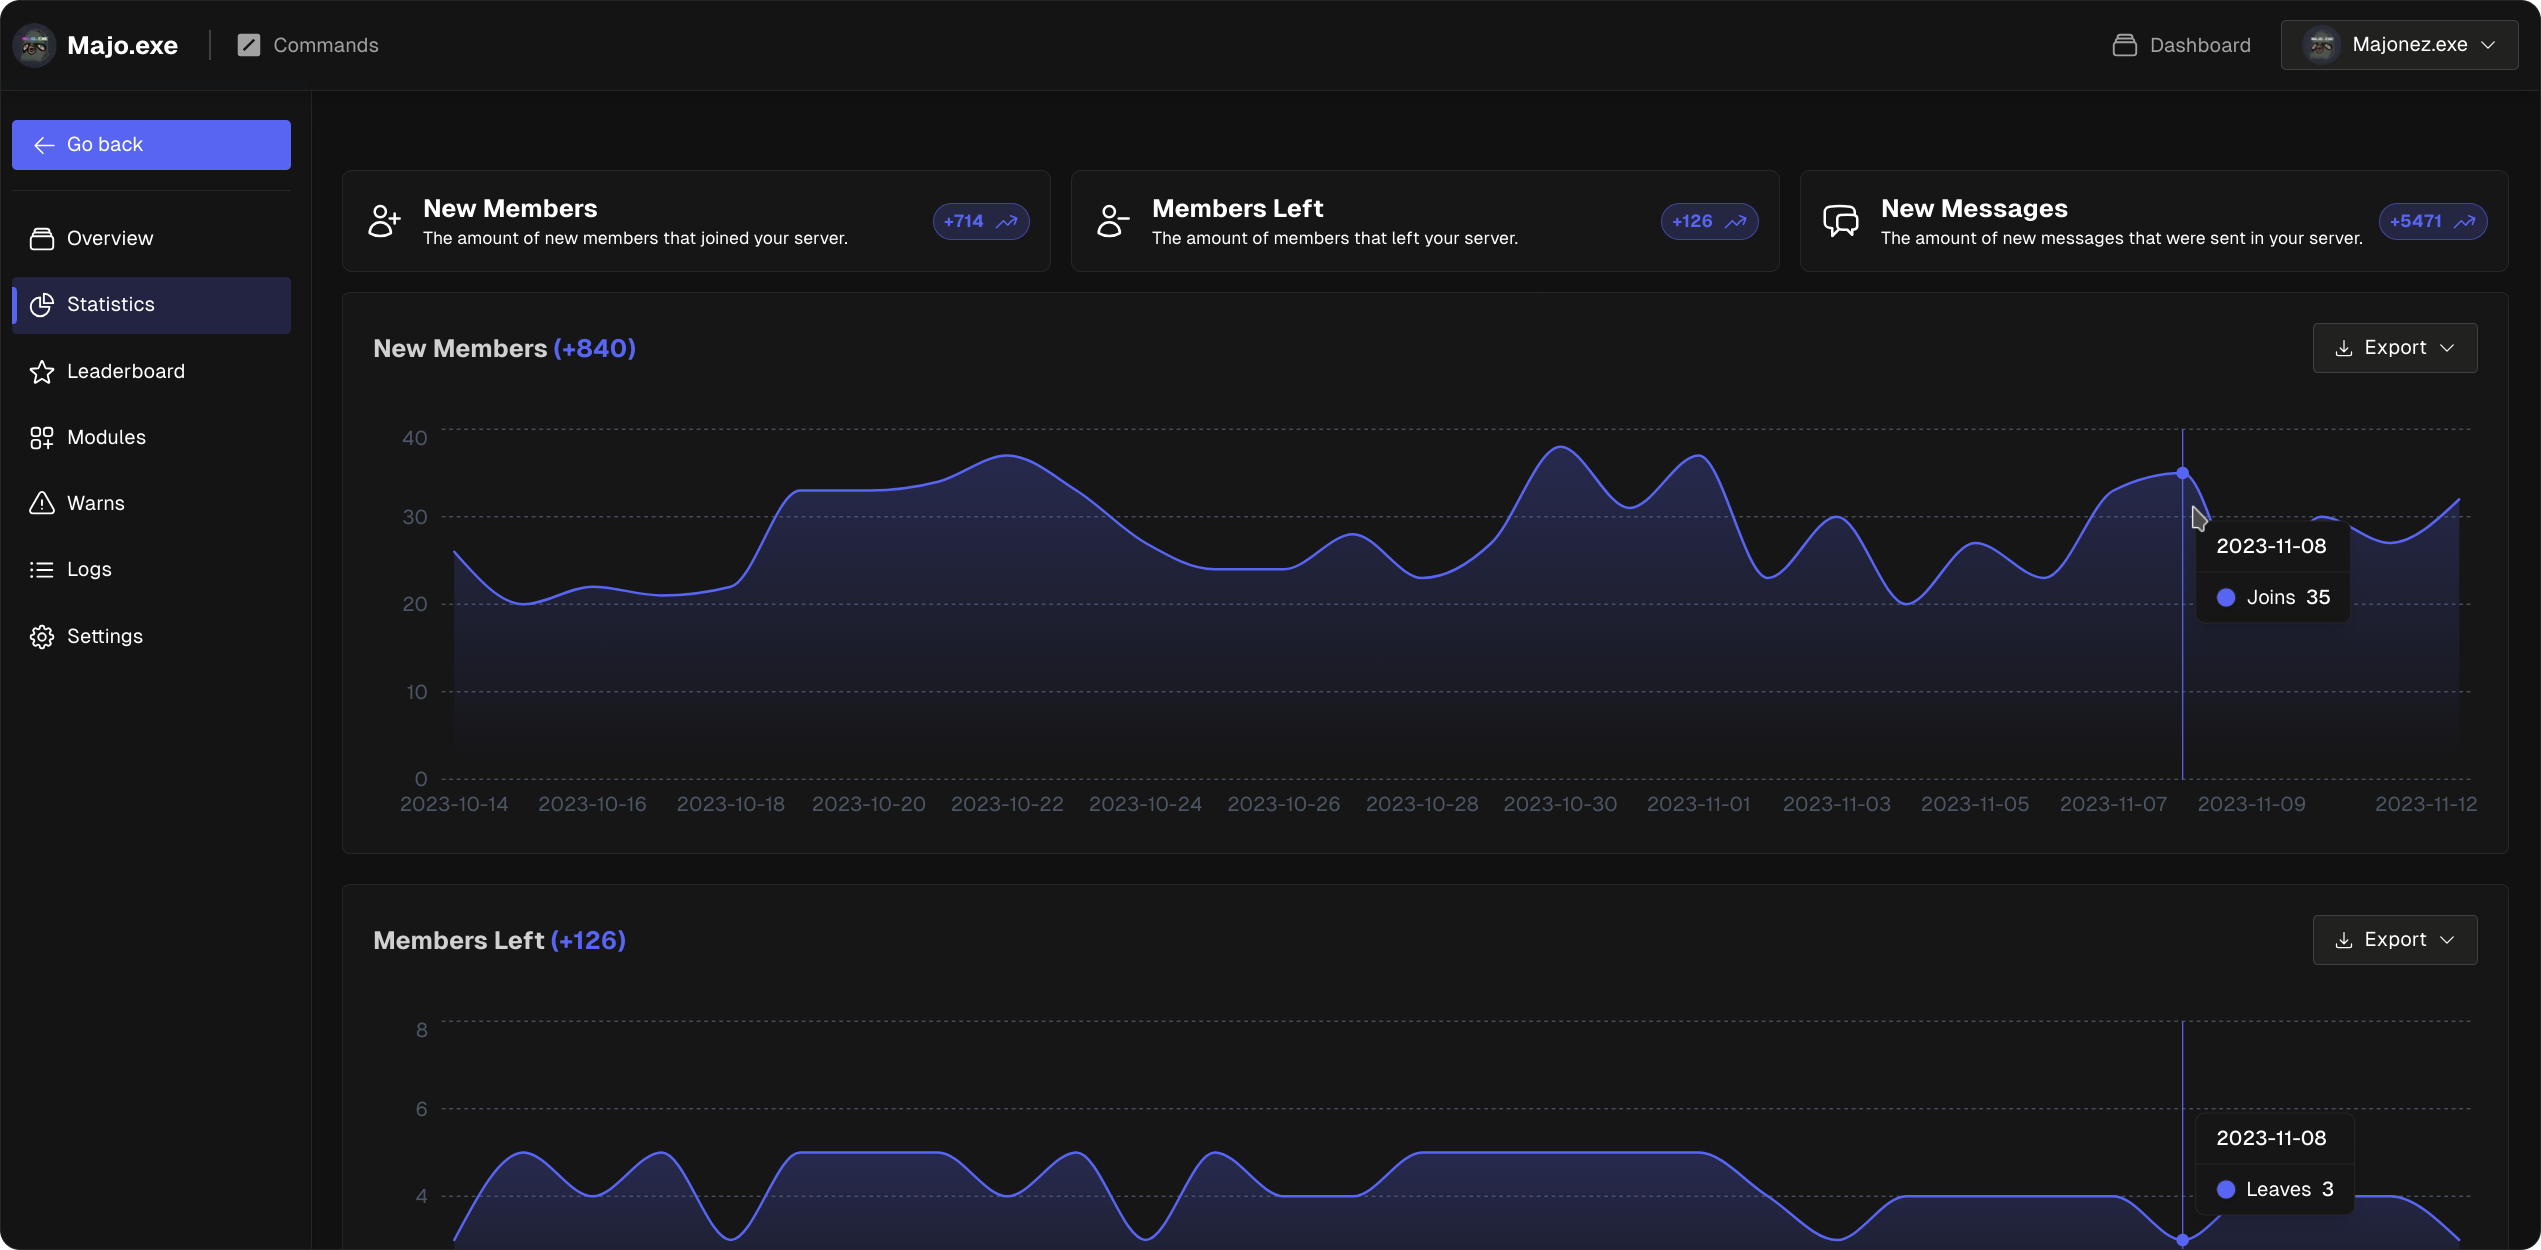 Majo.exe
Commands
Dashboard
Majonez.exe
Go back
Overview
Statistics
Leaderboard
Modules
Warns
Logs
Settings
New Members
The amount of new members that joined your server.
+714
Members Left
The amount of members that left your server.
+126
New Messages
The amount of new messages that were sent in your server.
+5471
New Members (+840)
Export
40
30
20
10
0
2023-10-14 2023-10-16 2023-10-18 2023-10-20 2023-10-22 2023-10-24 2023-10-26 2023-10-28 2023-10-30 2023-11-01 2023-11-03 2023-11-05 2023-11-07 2023-11-09 2023-11-12
2023-11-08
Joins 35
Members Left (+126)
Export
8
6
4
2023-11-08
Leaves 3